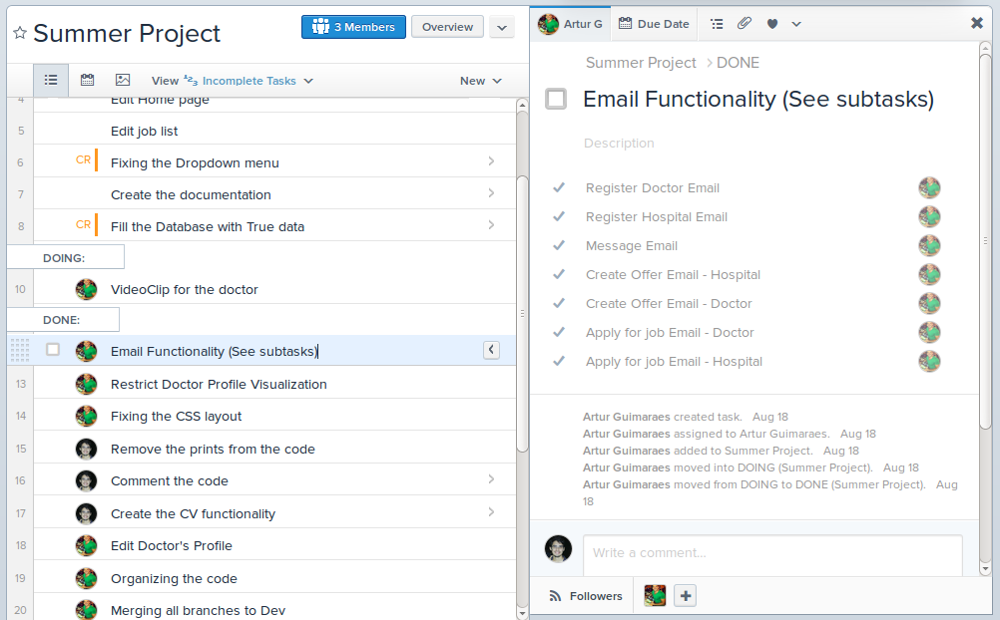 Summer Project
3 Members
Overview
View Incomplete Tasks
New
4 Edit Home page
5 Edit job list
6 CR Fixing the Dropdown menu
7 Create the documentation
8 CR Fill the Database with True data
DOING:
10 VideoClip for the doctor
DONE:
Email Functionality (See subtasks)
13 Restrict Doctor Profile Visualization
14 Fixing the CSS layout
15 Remove the prints from the code
16 Comment the code
17 Create the CV functionality
18 Edit Doctor's Profile
19 Organizing the code
20 Merging all branches to Dev
Artur G
Due Date
Summer Project > DONE
Email Functionality (See subtasks)
Description
Register Doctor Email
Register Hospital Email
Message Email
Create Offer Email - Hospital
Create Offer Email - Doctor
Apply for job Email - Doctor
Apply for job Email - Hospital
Artur Guimaraes created task. Aug 18
Artur Guimaraes assigned to Artur Guimaraes. Aug 18
Artur Guimaraes added to Summer Project. Aug 18
Artur Guimaraes moved into DOING (Summer Project). Aug 18
Artur Guimaraes moved from DOING to DONE (Summer Project). Aug
18
Write a comment...
Followers